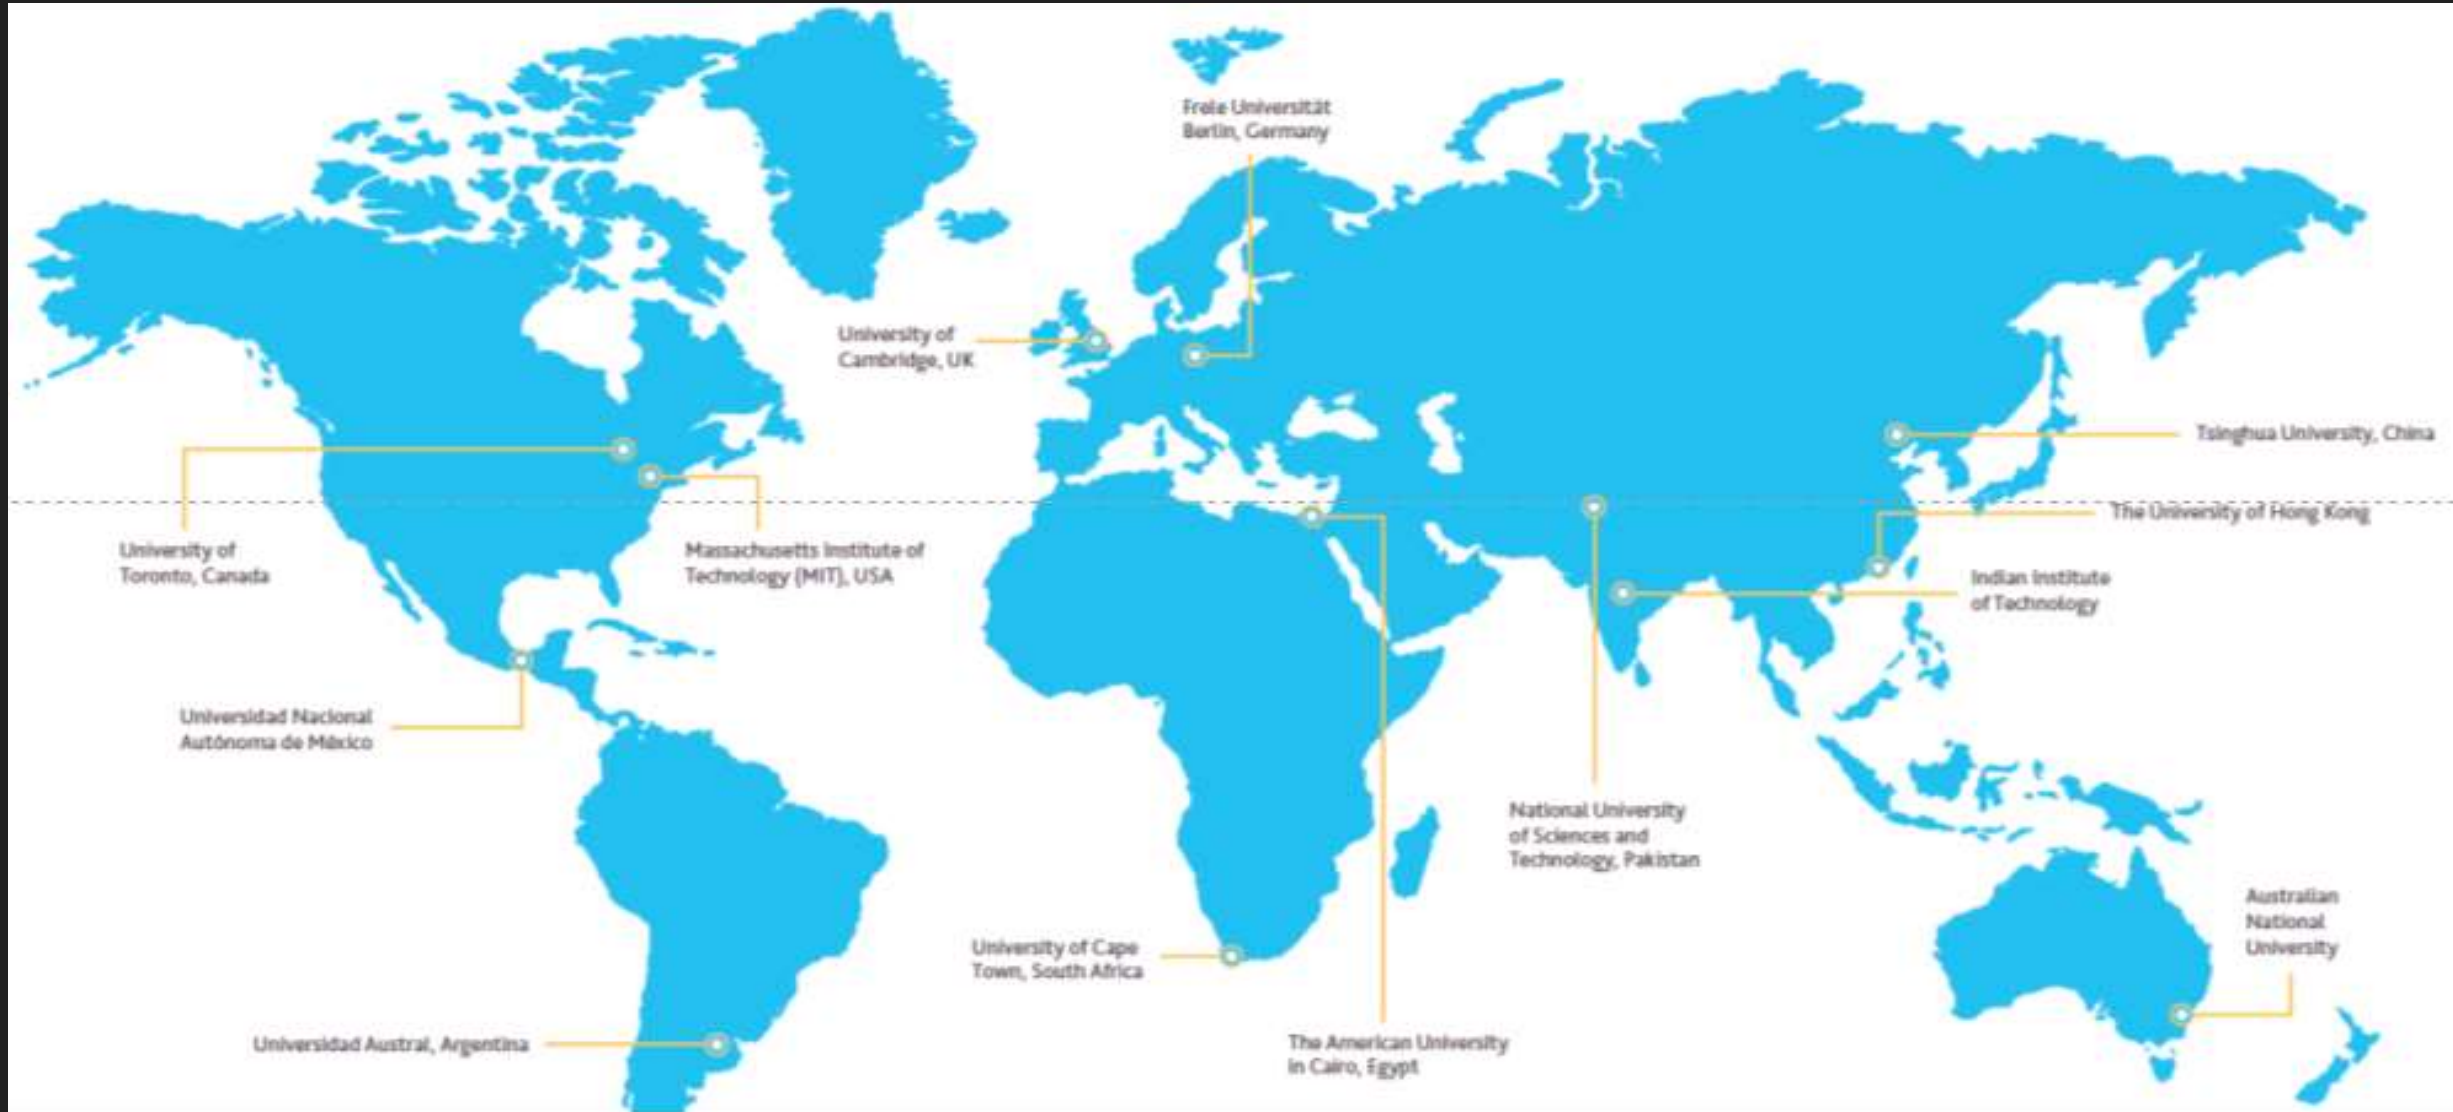 Freie Universität
Berlin, Germany
University of
Cambridge, UK
Tsinghua University, China
The University of Hong Kong
University of
Toronto, Canada
Massachusetts Institute of
Technology (MIT), USA
Indian Institute
of Technology
Universidad Nacional
Autónoma de México
National University
of Sciences and
Technology, Pakistan
Australian
National
University
University of Cape
Town, South Africa
Universidad Austral, Argentina
The American University
in Cairo, Egypt